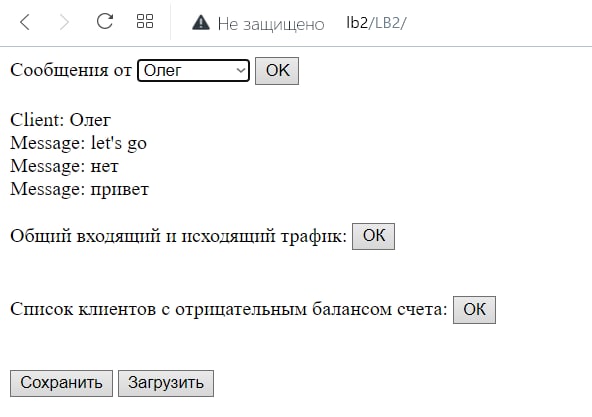 Не защищено lb2/LB2/
Сообщения от Олег OK
Client: Олег
Message: let's go
Message: нет
Message: привет
Общий входящий и исходящий трафик: OK
Список клиентов с отрицательным балансом счета: OK
Сохранить Загрузить